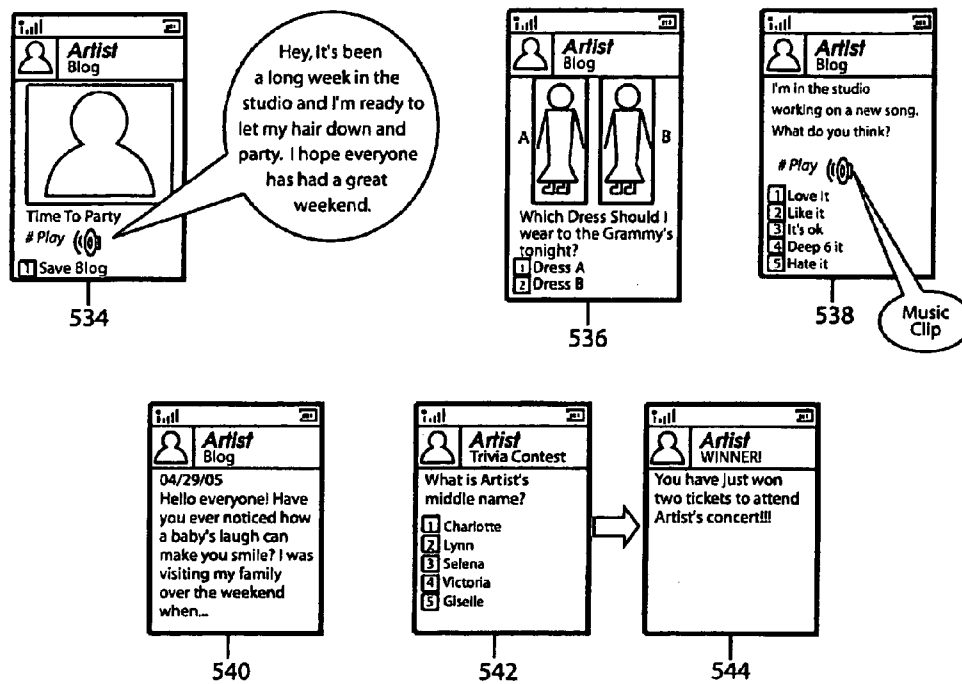 Artist
Blog
Time To Party
# Play
1 Save Blog
534
Hey, it's been
a long week in the
studio and I'm ready to
let my hair down and
party. I hope everyone
has had a great
weekend.
Artist
Blog
A
B
Which Dress Should I
wear to the Grammy's
tonight?
1 Dress A
2 Dress B
536
Artist
Blog
I'm in the studio
working on a new song.
What do you think?
# Play
1 Love it
2 Like it
3 It's ok
4 Deep 6 it
5 Hate it
538
Music
Clip
Artist
Blog
04/29/05
Hello everyone! Have
you ever noticed how
a baby's laugh can
make you smile? I was
visiting my family
over the weekend
when...
540
Artist
Trivia Contest
What is Artist's
middle name?
1 Charlotte
2 Lynn
3 Selena
4 Victoria
5 Giselle
542
Artist
WINNER!
You have just won
two tickets to attend
Artist's concert!!!
544